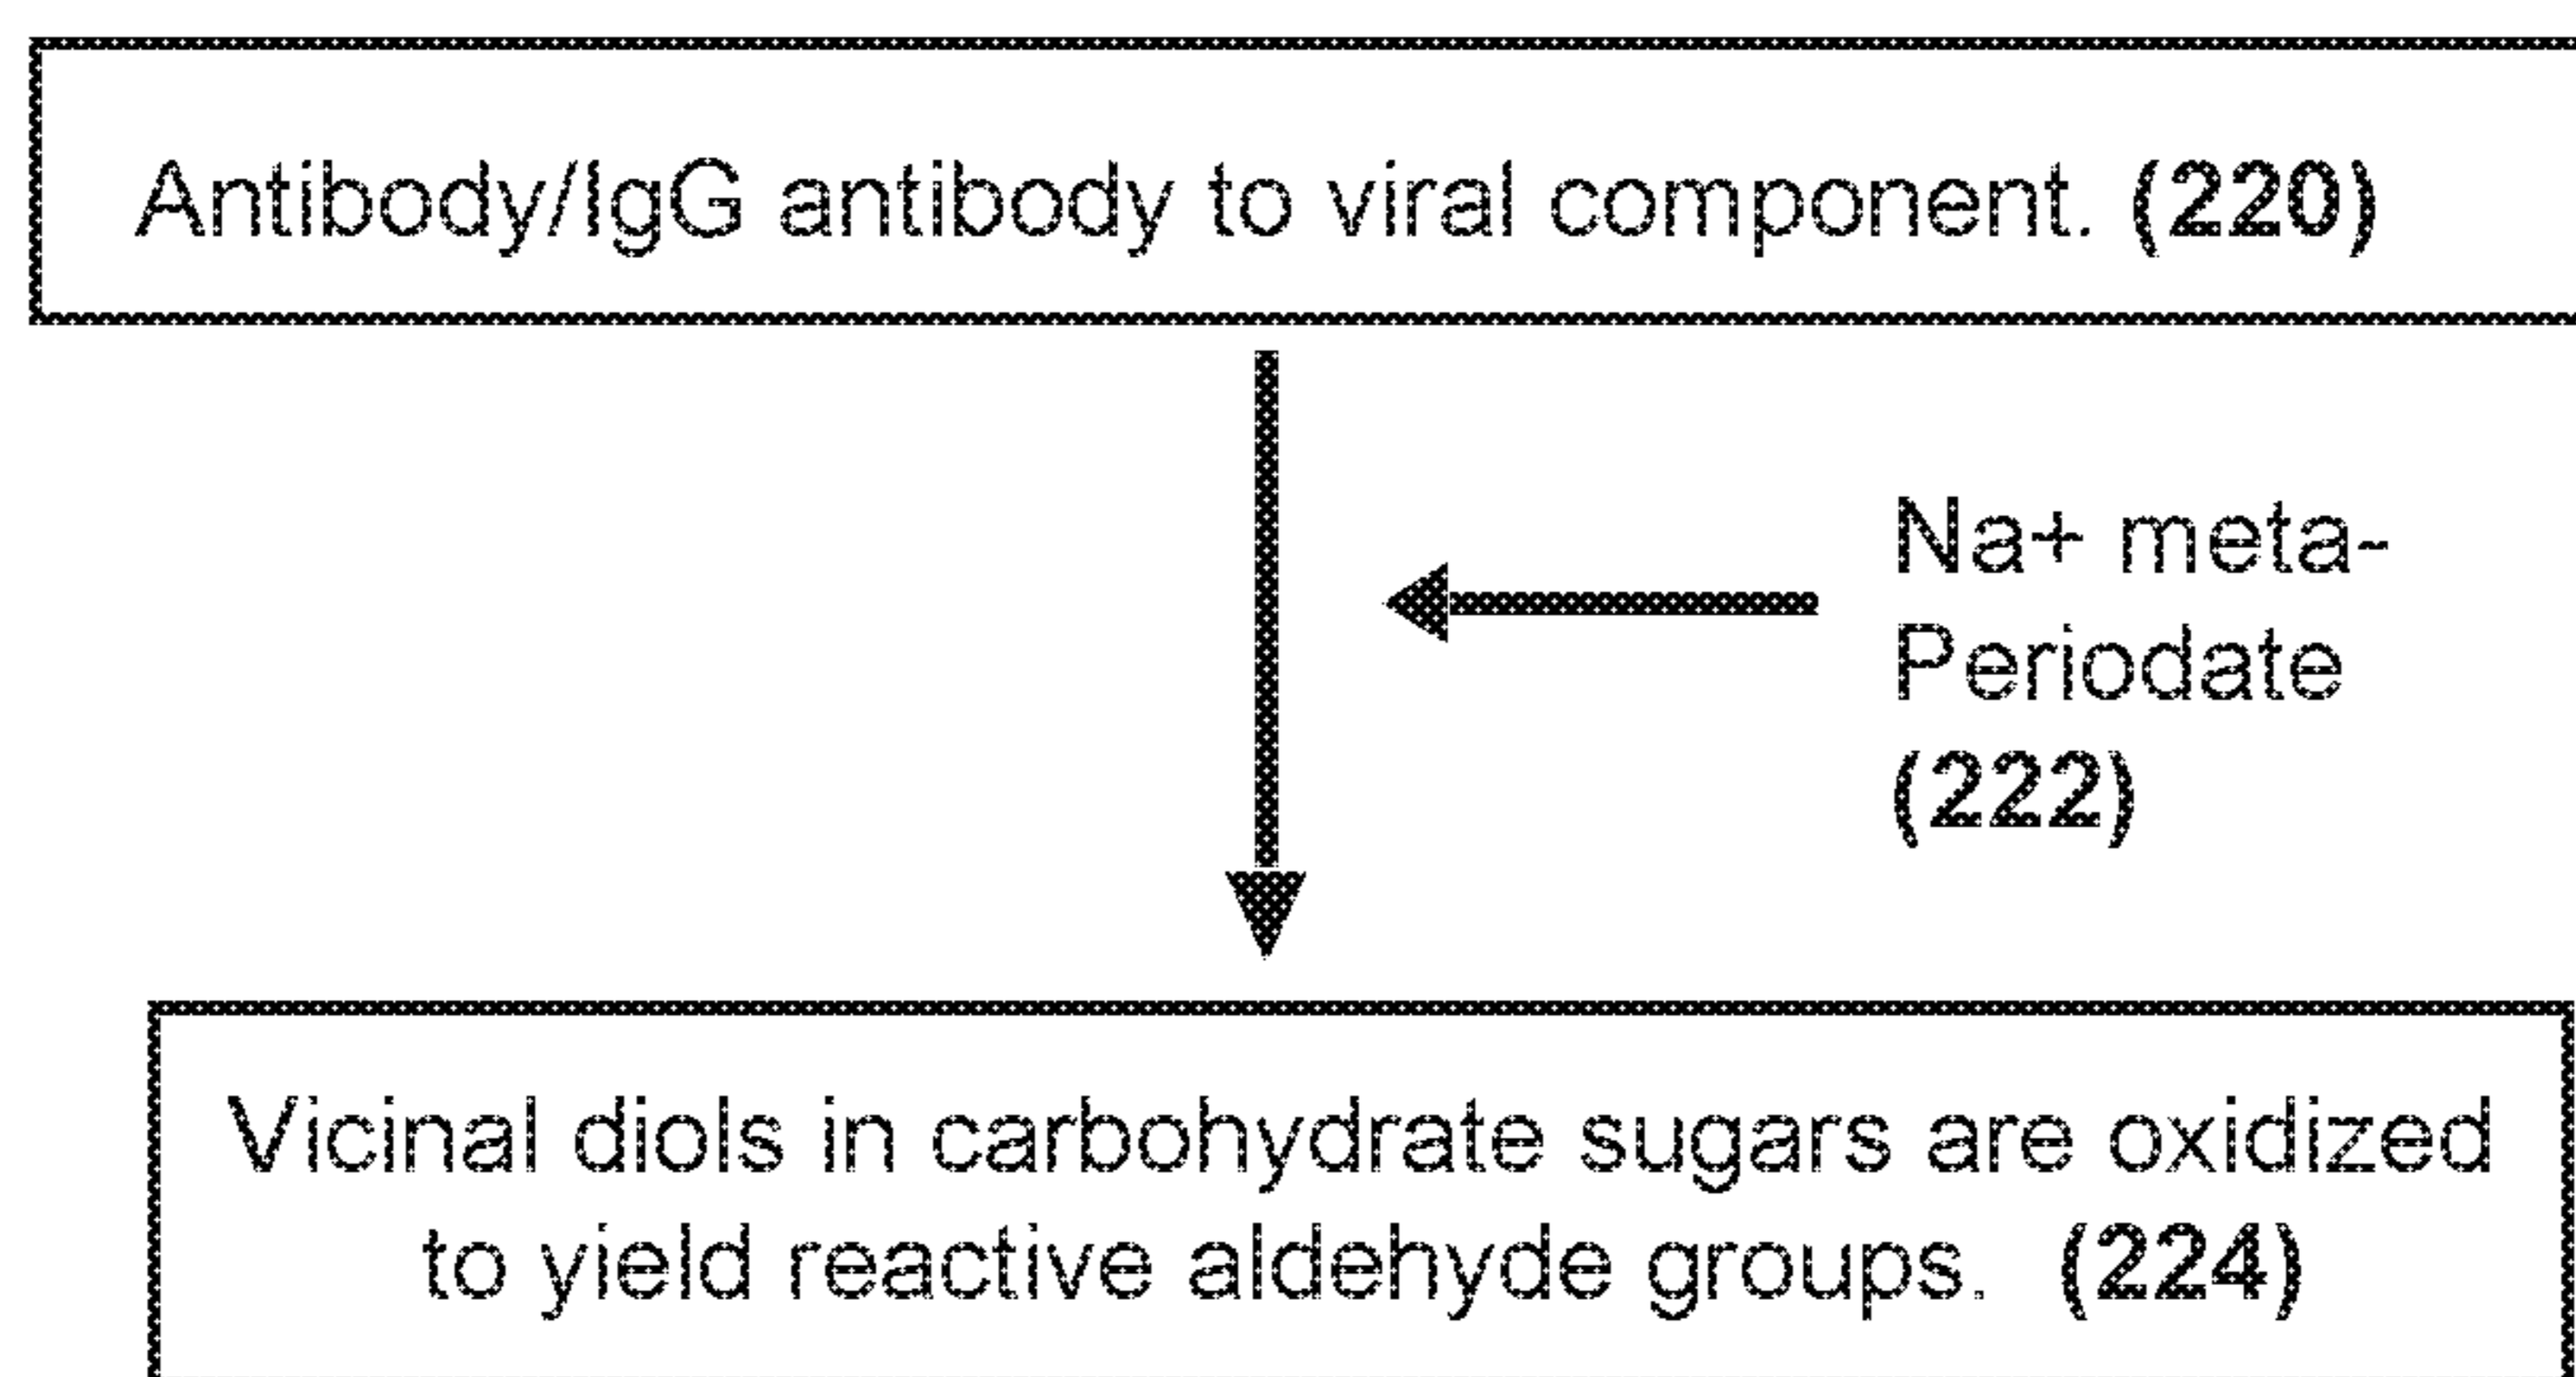 Antibody/IgG antibody to viral component. (220)
Na+ meta-
Periodate
(222)
Vicinal diols in carbohydrate sugars are oxidized
to yield reactive aldehyde groups. (224)